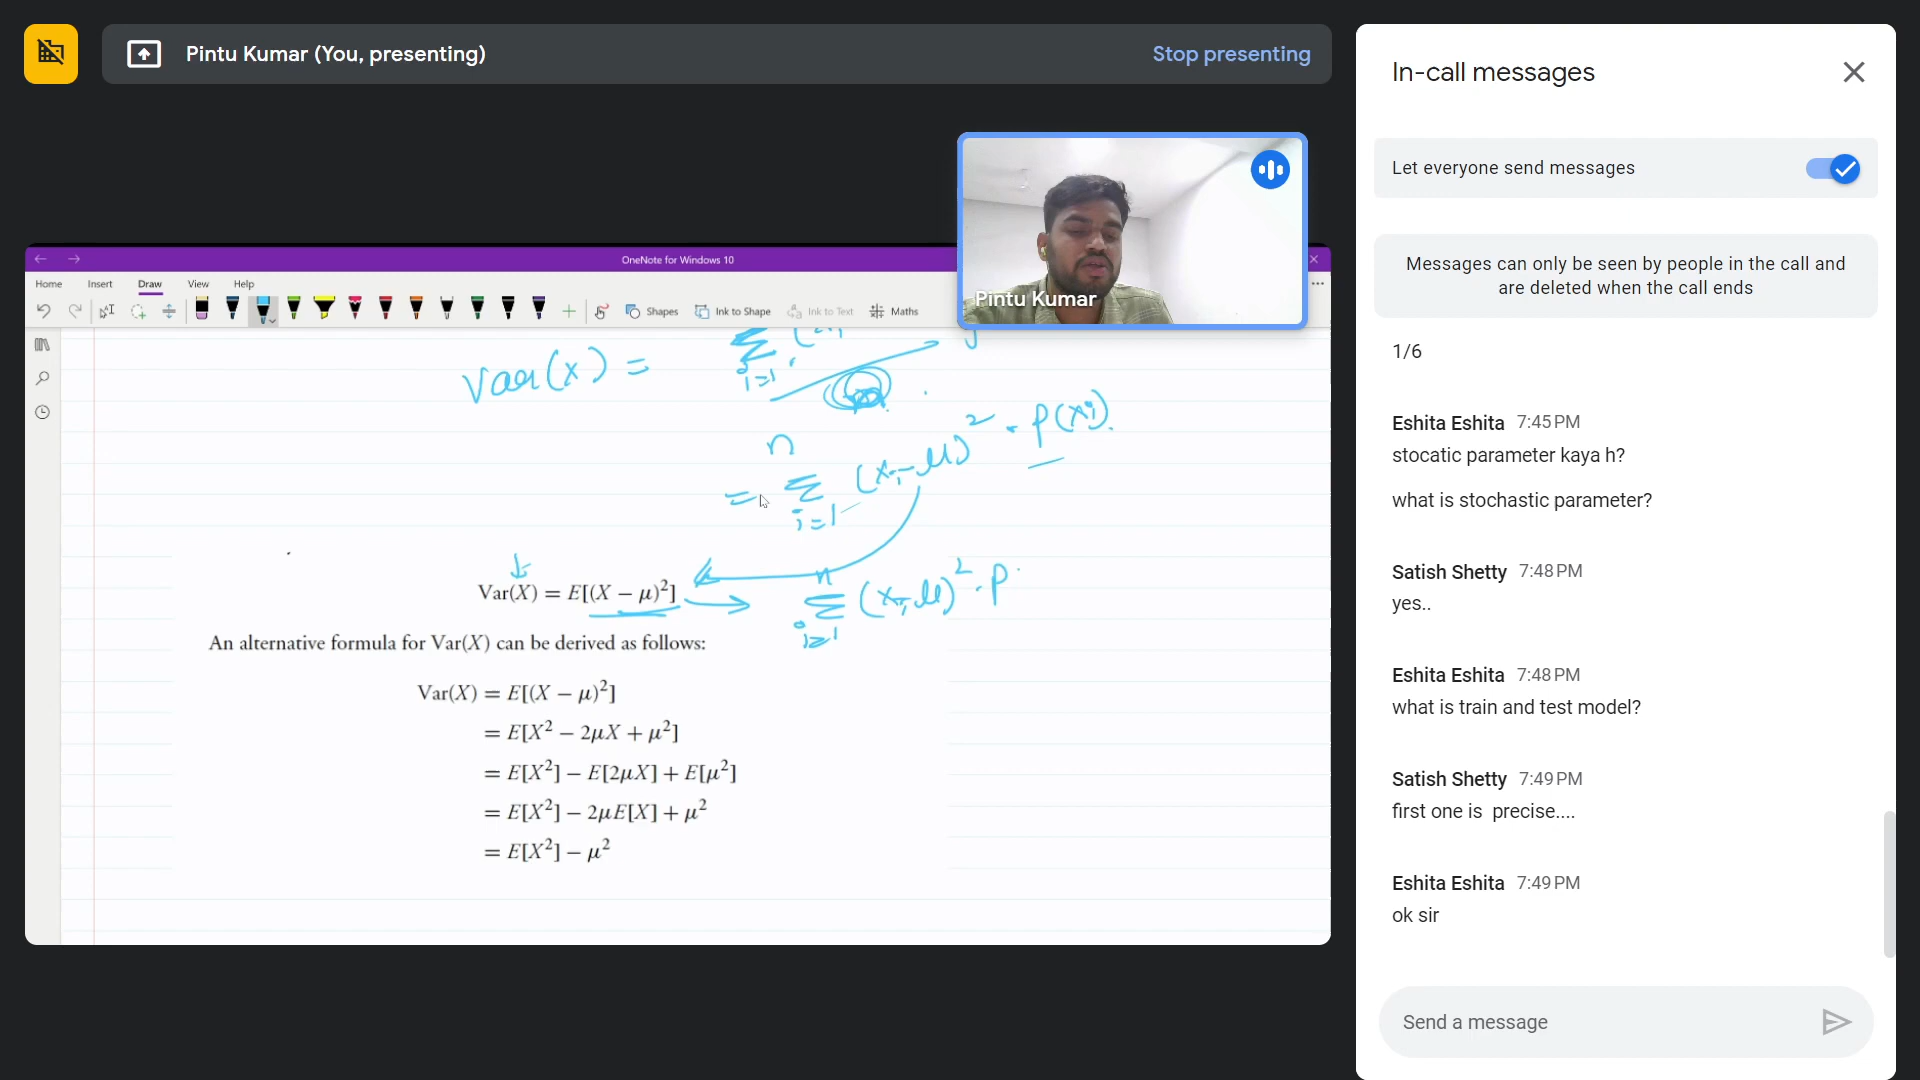 Pintu Kumar (You, presenting)
Stop presenting
OneNote for Windows 10
Home Insert Draw View Help
Shapes Ink to Shape Ink to Text Maths
Pintu Kumar
Var(X) =
i=1
n
= Σ (xᵢ-μ)² · P(xᵢ).
i=1
Var(X) = E[(X − μ)²]
n
Σ (xᵢ-μ)² · P
i=1
An alternative formula for Var(X) can be derived as follows:
Var(X) = E[(X − μ)²]
= E[X² − 2μX + μ²]
= E[X²] − E[2μX] + E[μ²]
= E[X²] − 2μE[X] + μ²
= E[X²] − μ²
In-call messages
Let everyone send messages
Messages can only be seen by people in the call and
are deleted when the call ends
1/6
Eshita Eshita 7:45 PM
stocatic parameter kaya h?
what is stochastic parameter?
Satish Shetty 7:48 PM
yes..
Eshita Eshita 7:48 PM
what is train and test model?
Satish Shetty 7:49 PM
first one is precise....
Eshita Eshita 7:49 PM
ok sir
Send a message